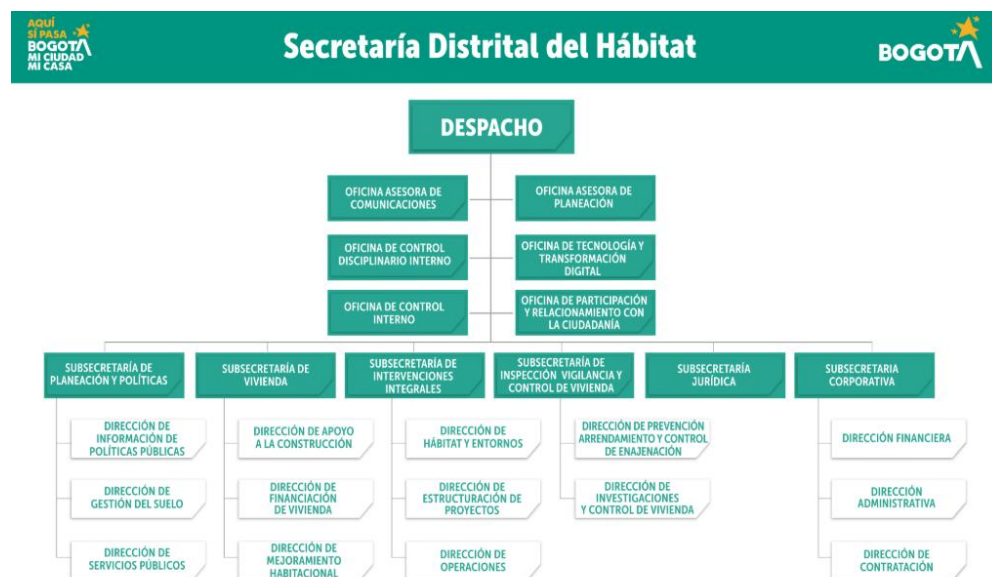 AQUÍ
SÍ PASA
BOGOTÁ
MI CIUDAD
MI CASA
Secretaría Distrital del Hábitat
BOGOTÁ
DESPACHO
OFICINA ASESORA DE
COMUNICACIONES
OFICINA ASESORA DE
PLANEACIÓN
OFICINA DE CONTROL
DISCIPLINARIO INTERNO
OFICINA DE TECNOLOGÍA Y
TRANSFORMACIÓN
DIGITAL
OFICINA DE CONTROL
INTERNO
OFICINA DE PARTICIPACIÓN
Y RELACIONAMIENTO CON
LA CIUDADANÍA
SUBSECRETARÍA DE
PLANEACIÓN Y POLÍTICAS
SUBSECRETARÍA DE
VIVIENDA
SUBSECRETARÍA DE
INTERVENCIONES
INTEGRALES
SUBSECRETARÍA DE
INSPECCIÓN VIGILANCIA Y
CONTROL DE VIVIENDA
SUBSECRETARÍA
JURÍDICA
SUBSECRETARIA
CORPORATIVA
DIRECCIÓN DE
INFORMACIÓN DE
POLÍTICAS PÚBLICAS
DIRECCIÓN DE APOYO
A LA CONSTRUCCIÓN
DIRECCIÓN DE
HÁBITAT Y ENTORNOS
DIRECCIÓN DE PREVENCIÓN
ARRENDAMIENTO Y CONTROL
DE ENAJENACIÓN
DIRECCIÓN FINANCIERA
DIRECCIÓN DE
GESTIÓN DEL SUELO
DIRECCIÓN DE
FINANCIACIÓN
DE VIVIENDA
DIRECCIÓN DE
ESTRUCTURACIÓN DE
PROYECTOS
DIRECCIÓN DE
INVESTIGACIONES
Y CONTROL DE VIVIENDA
DIRECCIÓN
ADMINISTRATIVA
DIRECCIÓN DE
SERVICIOS PÚBLICOS
DIRECCIÓN DE
MEJORAMIENTO
HABITACIONAL
DIRECCIÓN DE
OPERACIONES
DIRECCIÓN DE
CONTRATACIÓN